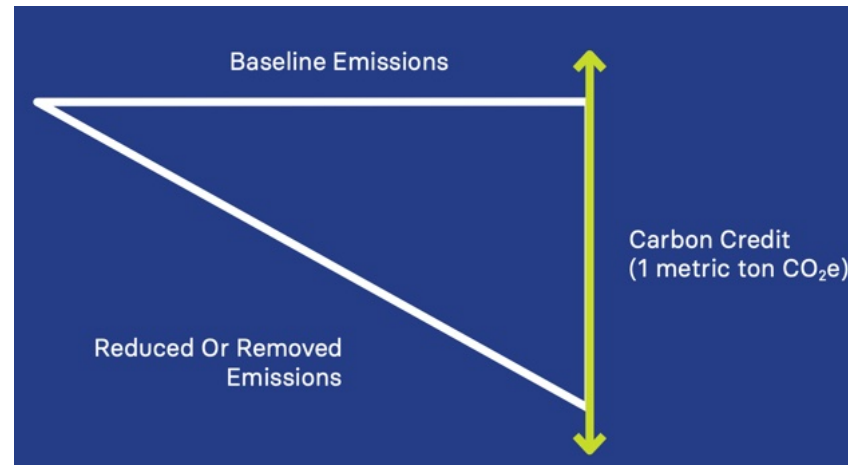 Baseline Emissions
Carbon Credit
(1 metric ton CO₂e)
Reduced Or Removed
Emissions